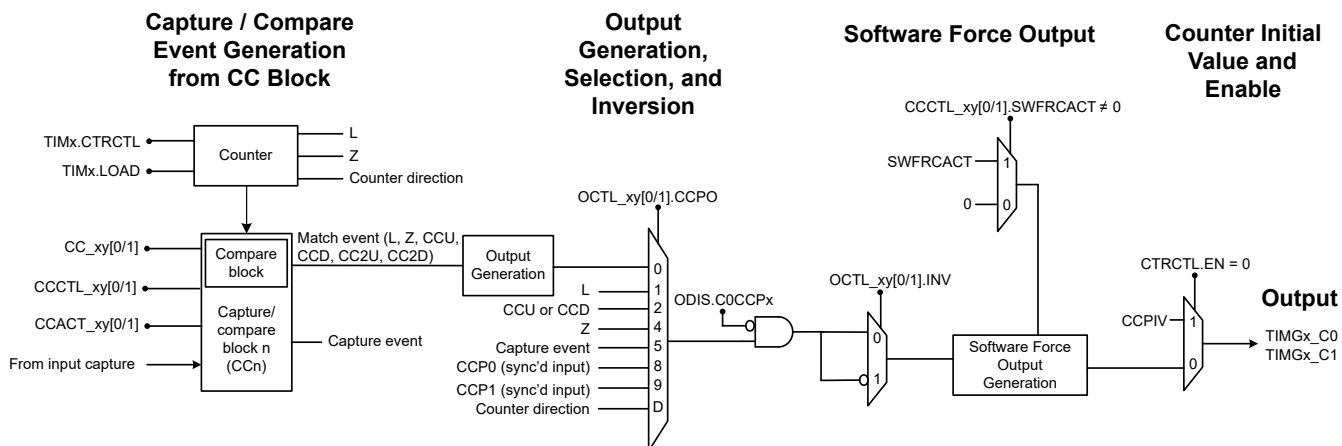 Capture / Compare
Event Generation
from CC Block
Output
Generation,
Selection, and
Inversion
Software Force Output
Counter Initial
Value and
Enable
TIMx.CTRCTL
TIMx.LOAD
Counter
L
Z
Counter direction
CC_xy[0/1]
CCCTL_xy[0/1]
CCACT_xy[0/1]
From input capture
Compare
block
Capture/
compare
block n
(CCn)
Match event (L, Z, CCU,
CCD, CC2U, CC2D)
Capture event
Output
Generation
OCTL_xy[0/1].CCPO
L
CCU or CCD
Z
Capture event
CCP0 (sync'd input)
CCP1 (sync'd input)
Counter direction
0
1
2
4
5
8
9
D
ODIS.C0CCPx
OCTL_xy[0/1].INV
0
1
CCCTL_xy[0/1].SWFRCACT ≠ 0
SWFRCACT
1
0
0
Software Force
Output
Generation
CTRCTL.EN = 0
CCPIV
1
0
Output
TIMGx_C0
TIMGx_C1